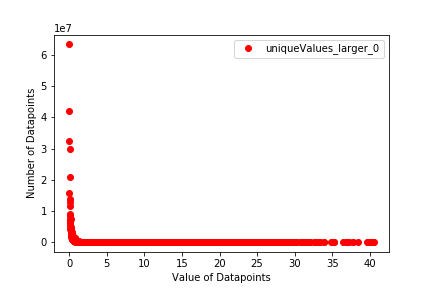 1e7
uniqueValues_larger_0
6
5
4
3
2
1
0
Number of Datapoints
0 5 10 15 20 25 30 35 40
Value of Datapoints